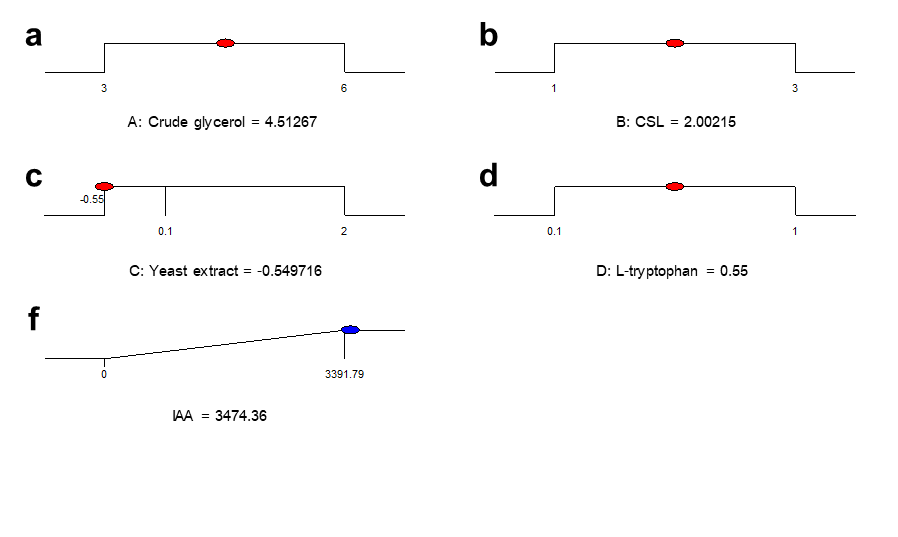 a
3
6
A: Crude glycerol = 4.51267
b
1
3
B: CSL = 2.00215
c
-0.55
0.1
2
C: Yeast extract = -0.549716
d
0.1
1
D: L-tryptophan = 0.55
f
0
3391.79
IAA = 3474.36